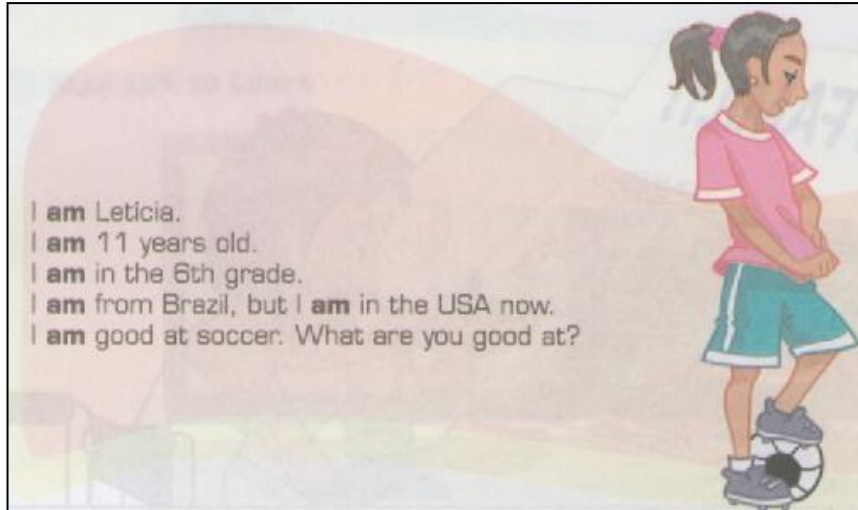 I am Leticia.
I am 11 years old.
I am in the 6th grade.
I am from Brazil, but I am in the USA now.
I am good at soccer. What are you good at?